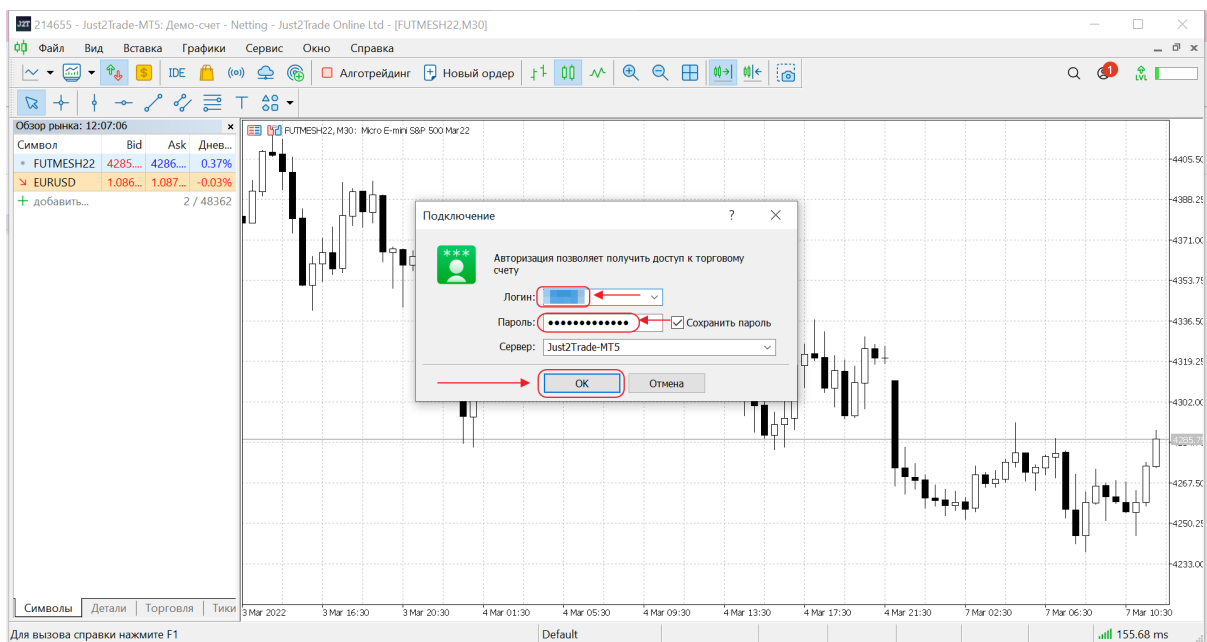 J2T 214655 - Just2Trade-MT5: Демо-счет - Netting - Just2Trade Online Ltd - [FUTMESH22,M30]
Файл Вид Вставка Графики Сервис Окно Справка
IDE Алготрейдинг Новый ордер 1 LVL
Обзор рынка: 12:07:06
Символ Bid Ask Днев...
FUTMESH22 4285.... 4286.... 0.37%
EURUSD 1.086... 1.087... -0.03%
добавить... 2 / 48362
Символы Детали Торговля Тики
FUTMESH22, M30: Micro E-mini S&P 500 Mar22
Подключение ?
Авторизация позволяет получить доступ к торговому
счету
Логин:
Пароль: ●●●●●●●●●●●●● Сохранить пароль
Сервер: Just2Trade-MT5
OK Отмена
4405.50
4388.25
4371.00
4353.75
4336.50
4319.25
4302.00
4285.75
4267.50
4250.25
4233.00
3 Mar 2022 3 Mar 16:30 3 Mar 20:30 4 Mar 01:30 4 Mar 05:30 4 Mar 09:30 4 Mar 13:30 4 Mar 17:30 4 Mar 21:30 7 Mar 02:30 7 Mar 06:30 7 Mar 10:30
Для вызова справки нажмите F1 Default 155.68 ms